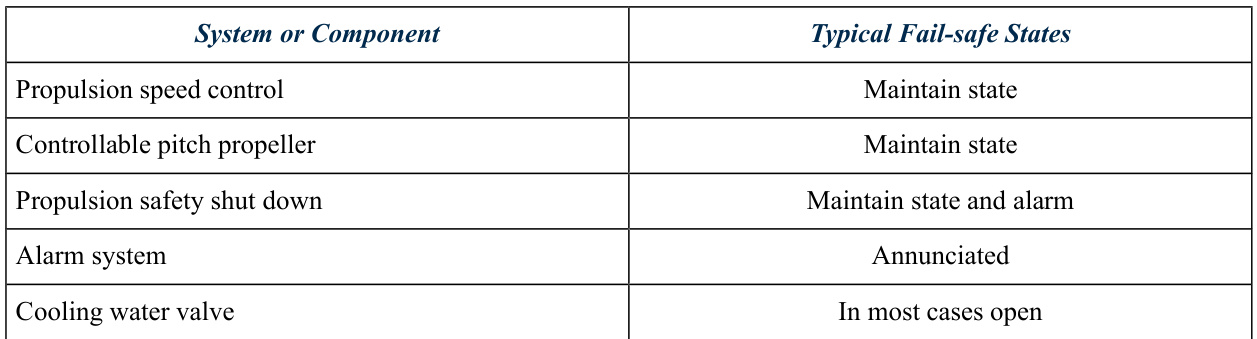 System or Component Typical Fail-safe States
Propulsion speed control Maintain state
Controllable pitch propeller Maintain state
Propulsion safety shut down Maintain state and alarm
Alarm system Annunciated
Cooling water valve In most cases open